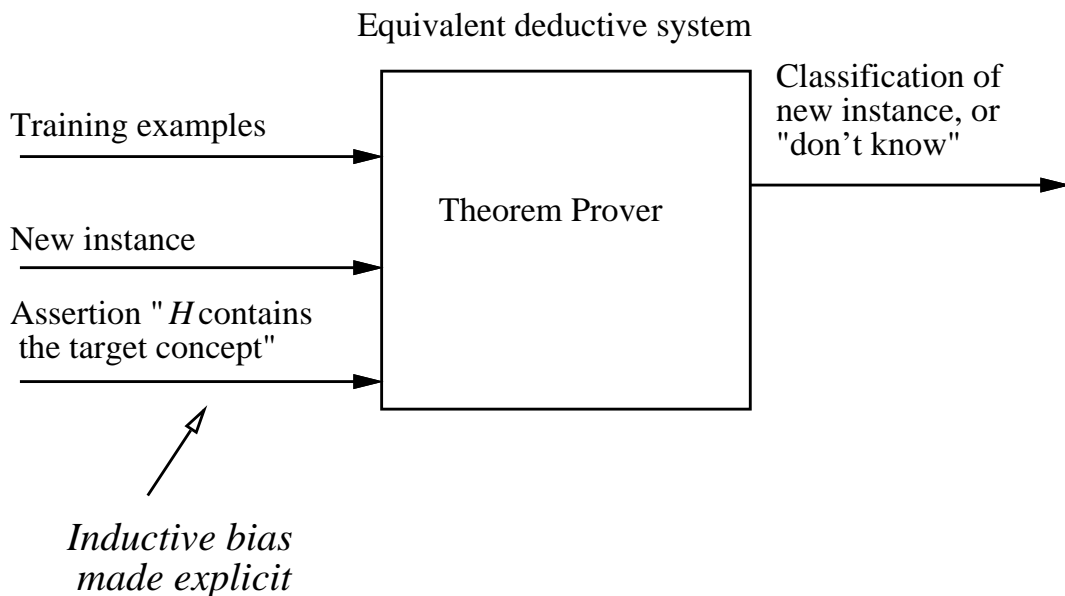 Equivalent deductive system
Training examples
New instance
Assertion " H contains
the target concept"
Theorem Prover
Classification of
new instance, or
"don’t know"
Inductive bias
made explicit